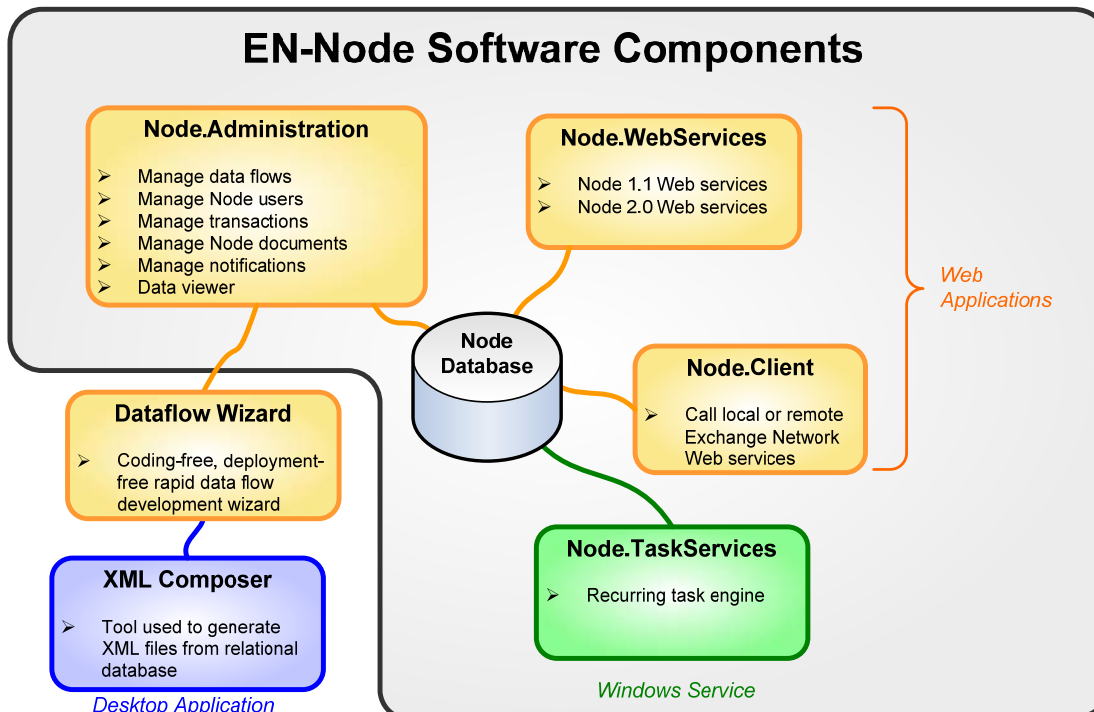 EN-Node Software Components
Node.Administration
➢ Manage data flows
➢ Manage Node users
➢ Manage transactions
➢ Manage Node documents
➢ Manage notifications
➢ Data viewer
Node.WebServices
➢ Node 1.1 Web services
➢ Node 2.0 Web services
Web
Applications
Node
Database
Node.Client
➢ Call local or remote
Exchange Network
Web services
Dataflow Wizard
➢ Coding-free, deployment-
free rapid data flow
development wizard
Node.TaskServices
➢ Recurring task engine
Windows Service
XML Composer
➢ Tool used to generate
XML files from relational
database
Desktop Application